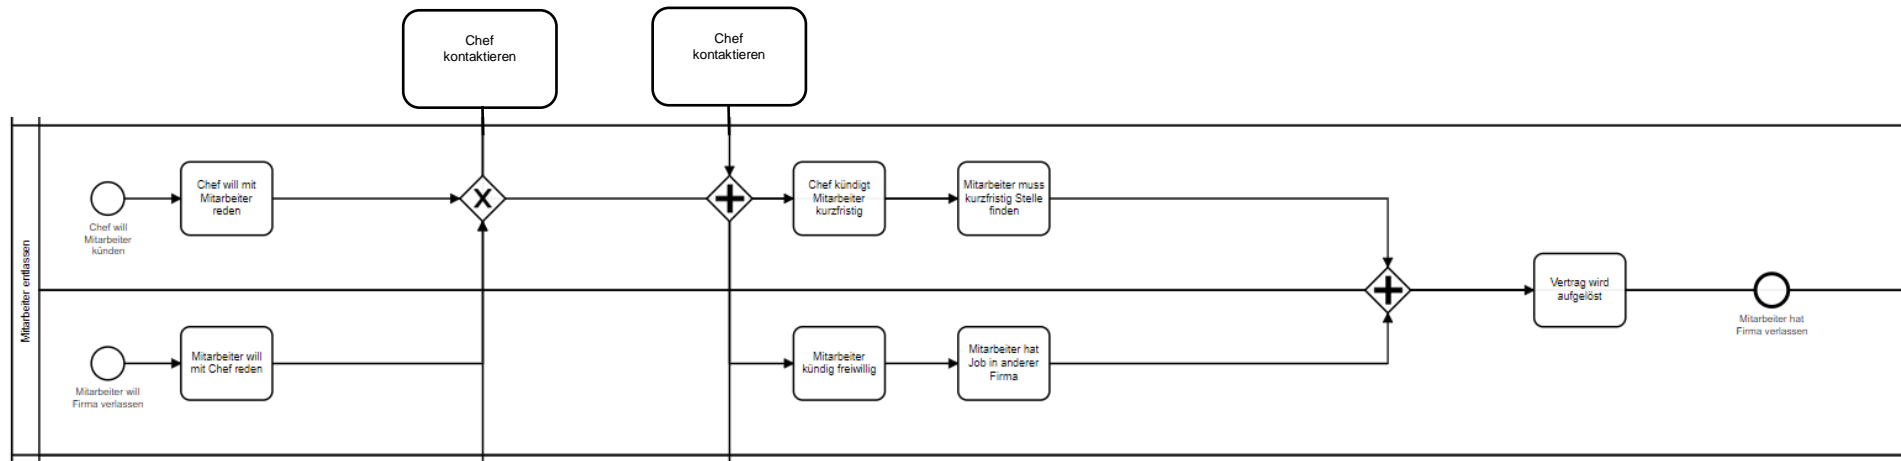 Chef
kontaktieren
Chef
kontaktieren
Mitarbeiter entlassen
Chef will
Mitarbeiter
künden
Chef will mit
Mitarbeiter
reden
X
Chef kündigt
Mitarbeiter
kurzfristig
Mitarbeiter muss
kurzfristig Stelle
finden
Vertrag wird
aufgelöst
Mitarbeiter hat
Firma verlassen
Mitarbeiter will
Firma verlassen
Mitarbeiter will
mit Chef reden
Mitarbeiter
kündig freiwillig
Mitarbeiter hat
Job in anderer
Firma